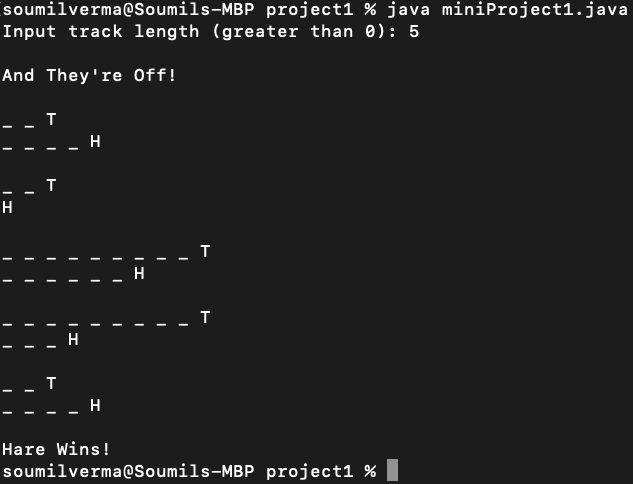 soumilverma@Soumils-MBP project1 % java miniProject1.java
Input track length (greater than 0): 5
And They're Off!
_ _ T
_ _ _ _ H
_ _ T
H
_ _ _ _ _ _ _ _ _ T
_ _ _ _ _ _ H
_ _ _ _ _ _ _ _ _ T
_ _ _ H
_ _ T
_ _ _ _ H
Hare Wins!
soumilverma@Soumils-MBP project1 %